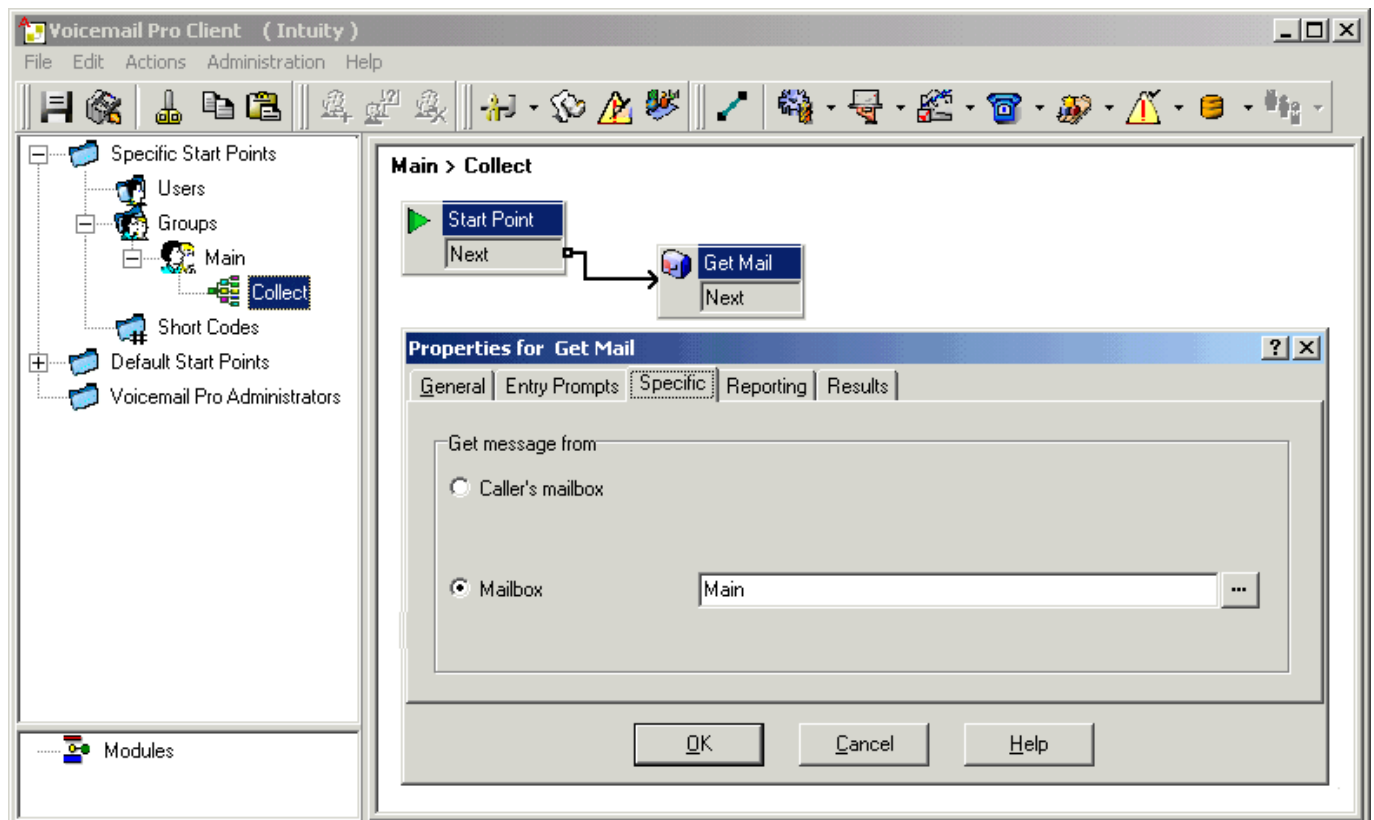 Voicemail Pro Client ( Intuity )
File Edit Actions Administration Help
Specific Start Points
Users
Groups
Main
Collect
Short Codes
Default Start Points
Voicemail Pro Administrators
Modules
Main > Collect
Start Point
Next
Get Mail
Next
Properties for Get Mail
General Entry Prompts Specific Reporting Results
Get message from
Caller's mailbox
Mailbox Main ...
OK Cancel Help